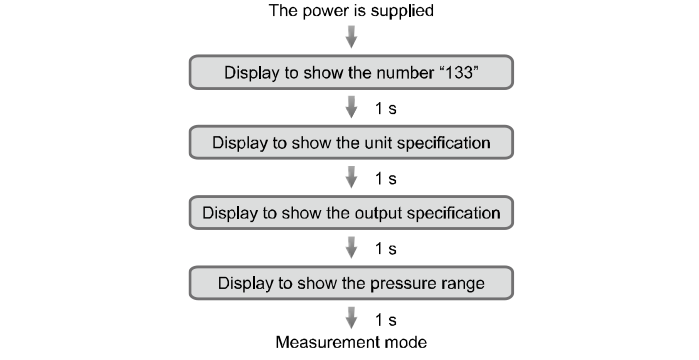 The power is supplied
Display to show the number “133”
1 s
Display to show the unit specification
1 s
Display to show the output specification
1 s
Display to show the pressure range
1 s
Measurement mode